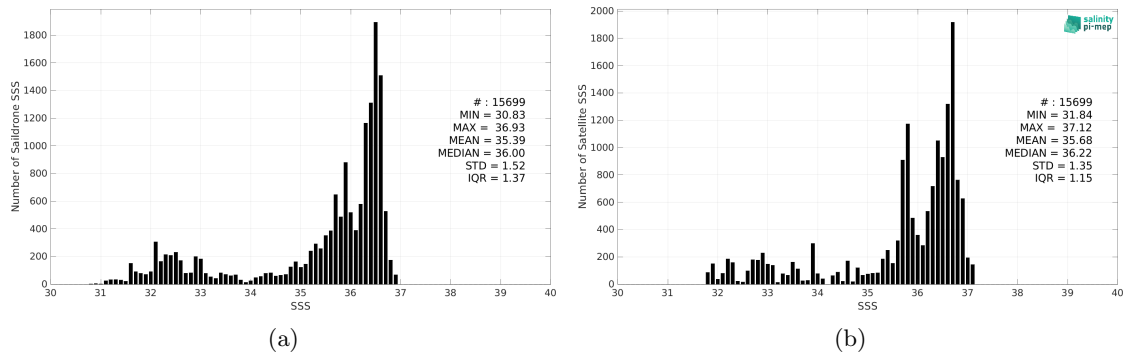 1800
1600
1400
1200
1000
800
600
400
200
0
Number of Saildrone SSS
# : 15699
MIN = 30.83
MAX = 36.93
MEAN = 35.39
MEDIAN = 36.00
STD = 1.52
IQR = 1.37
30 31 32 33 34 35 36 37 38 39 40
SSS
(a)
2000
1800
1600
1400
1200
1000
800
600
400
200
0
Number of Satellite SSS
salinity
pi-mep
# : 15699
MIN = 31.84
MAX = 37.12
MEAN = 35.68
MEDIAN = 36.22
STD = 1.35
IQR = 1.15
30 31 32 33 34 35 36 37 38 39 40
SSS
(b)